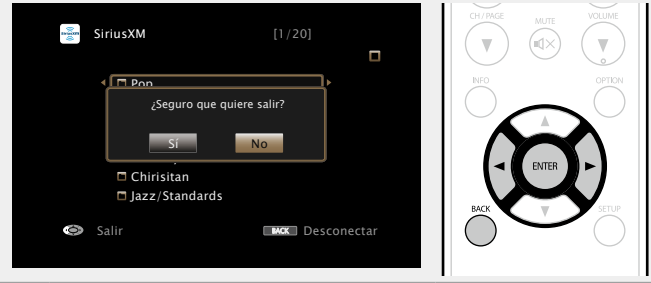 SiriusXM [1/20]
Pop
¿Seguro que quiere salir?
Sí No
Chirisitan
Jazz/Standards
Salir BACK Desconectar
CH / PAGE MUTE VOLUME
INFO OPTION
ENTER
BACK SETUP